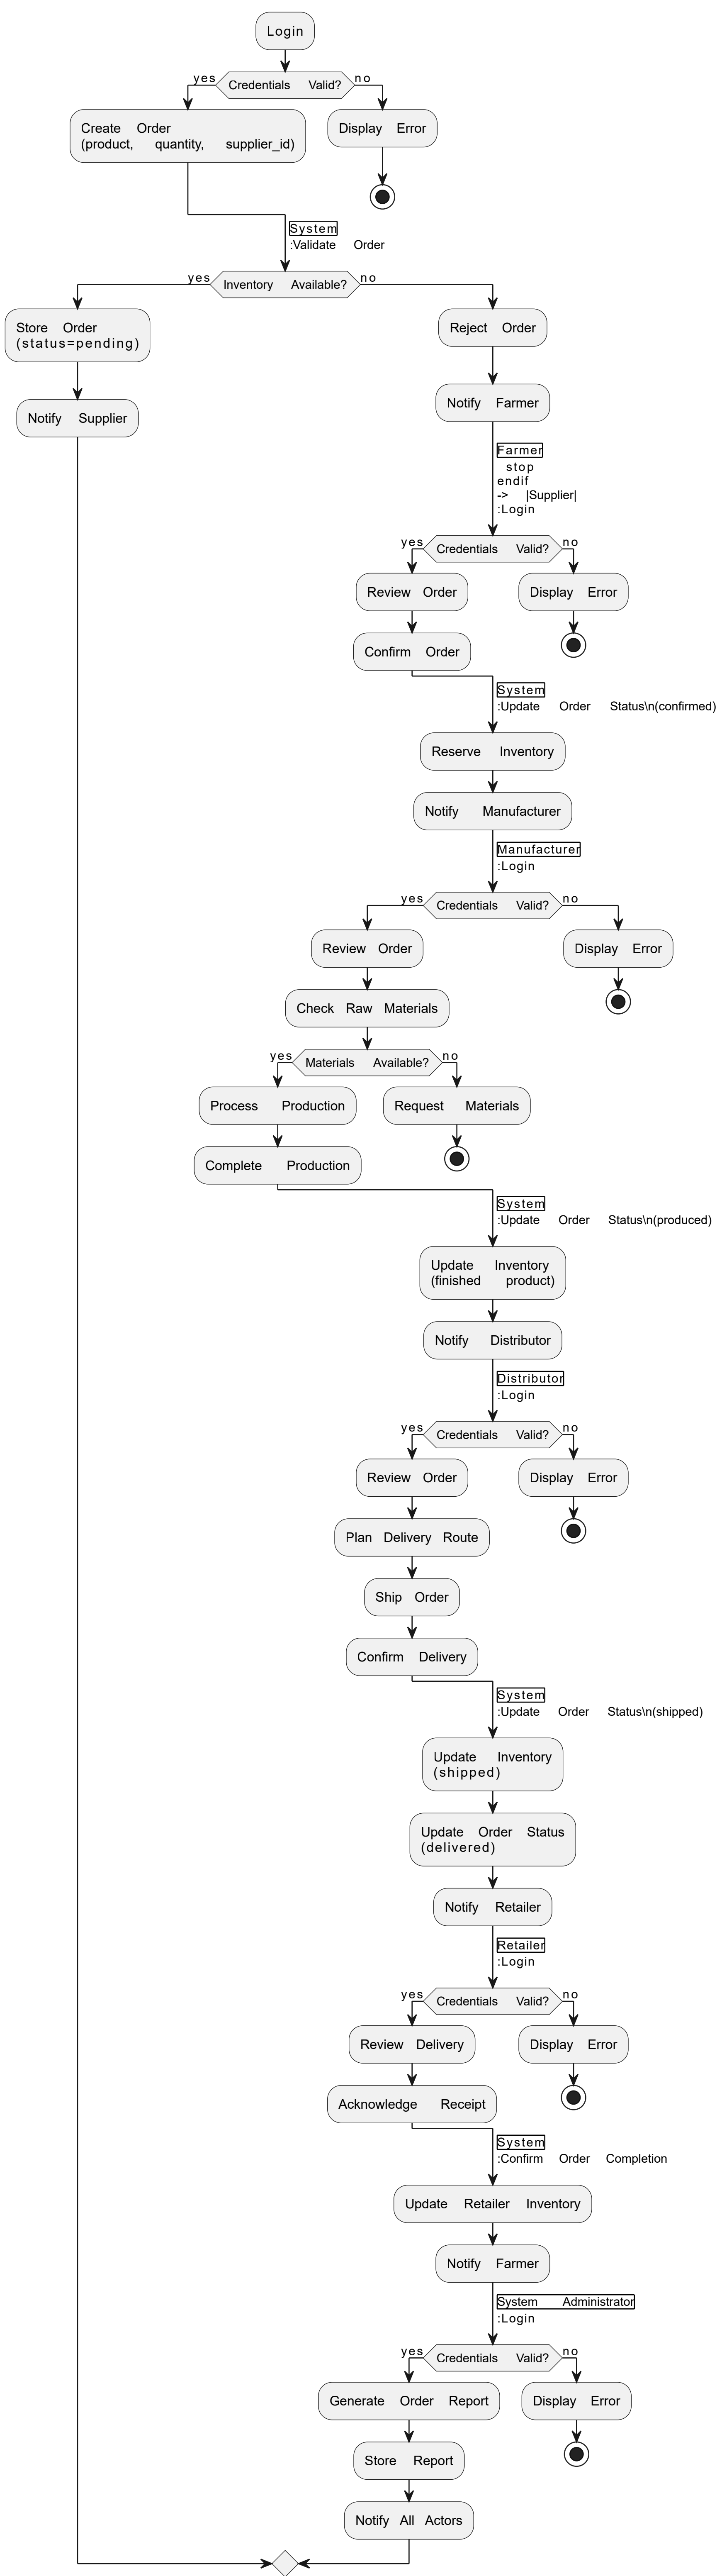 Login
yes
Credentials Valid?
no
Create Order
(product, quantity, supplier_id)
Display Error
System
:Validate Order
yes
Inventory Available?
no
Store Order
(status=pending)
Notify Supplier
Reject Order
Notify Farmer
Farmer
stop
endif
-> |Supplier|
:Login
yes
Credentials Valid?
no
Review Order
Display Error
Confirm Order
System
:Update Order Status\n(confirmed)
Reserve Inventory
Notify Manufacturer
Manufacturer
:Login
yes
Credentials Valid?
no
Review Order
Display Error
Check Raw Materials
yes
Materials Available?
no
Process Production
Request Materials
Complete Production
System
:Update Order Status\n(produced)
Update Inventory
(finished product)
Notify Distributor
Distributor
:Login
yes
Credentials Valid?
no
Review Order
Display Error
Plan Delivery Route
Ship Order
Confirm Delivery
System
:Update Order Status\n(shipped)
Update Inventory
(shipped)
Update Order Status
(delivered)
Notify Retailer
Retailer
:Login
yes
Credentials Valid?
no
Review Delivery
Display Error
Acknowledge Receipt
System
:Confirm Order Completion
Update Retailer Inventory
Notify Farmer
System Administrator
:Login
yes
Credentials Valid?
no
Generate Order Report
Display Error
Store Report
Notify All Actors